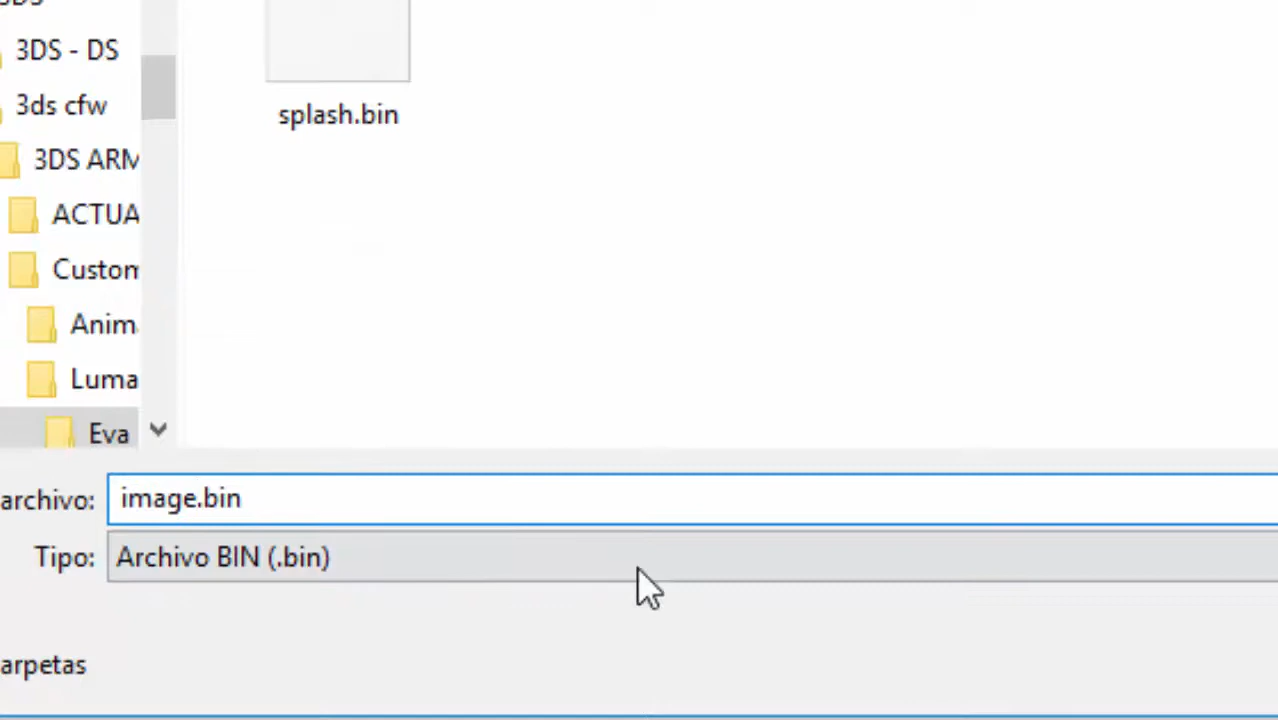 3DS - DS
3ds cfw
3DS ARM
ACTUA
Custom
Anim
Luma
Eva
splash.bin
archivo: image.bin
Tipo: Archivo BIN (.bin)
arpetas